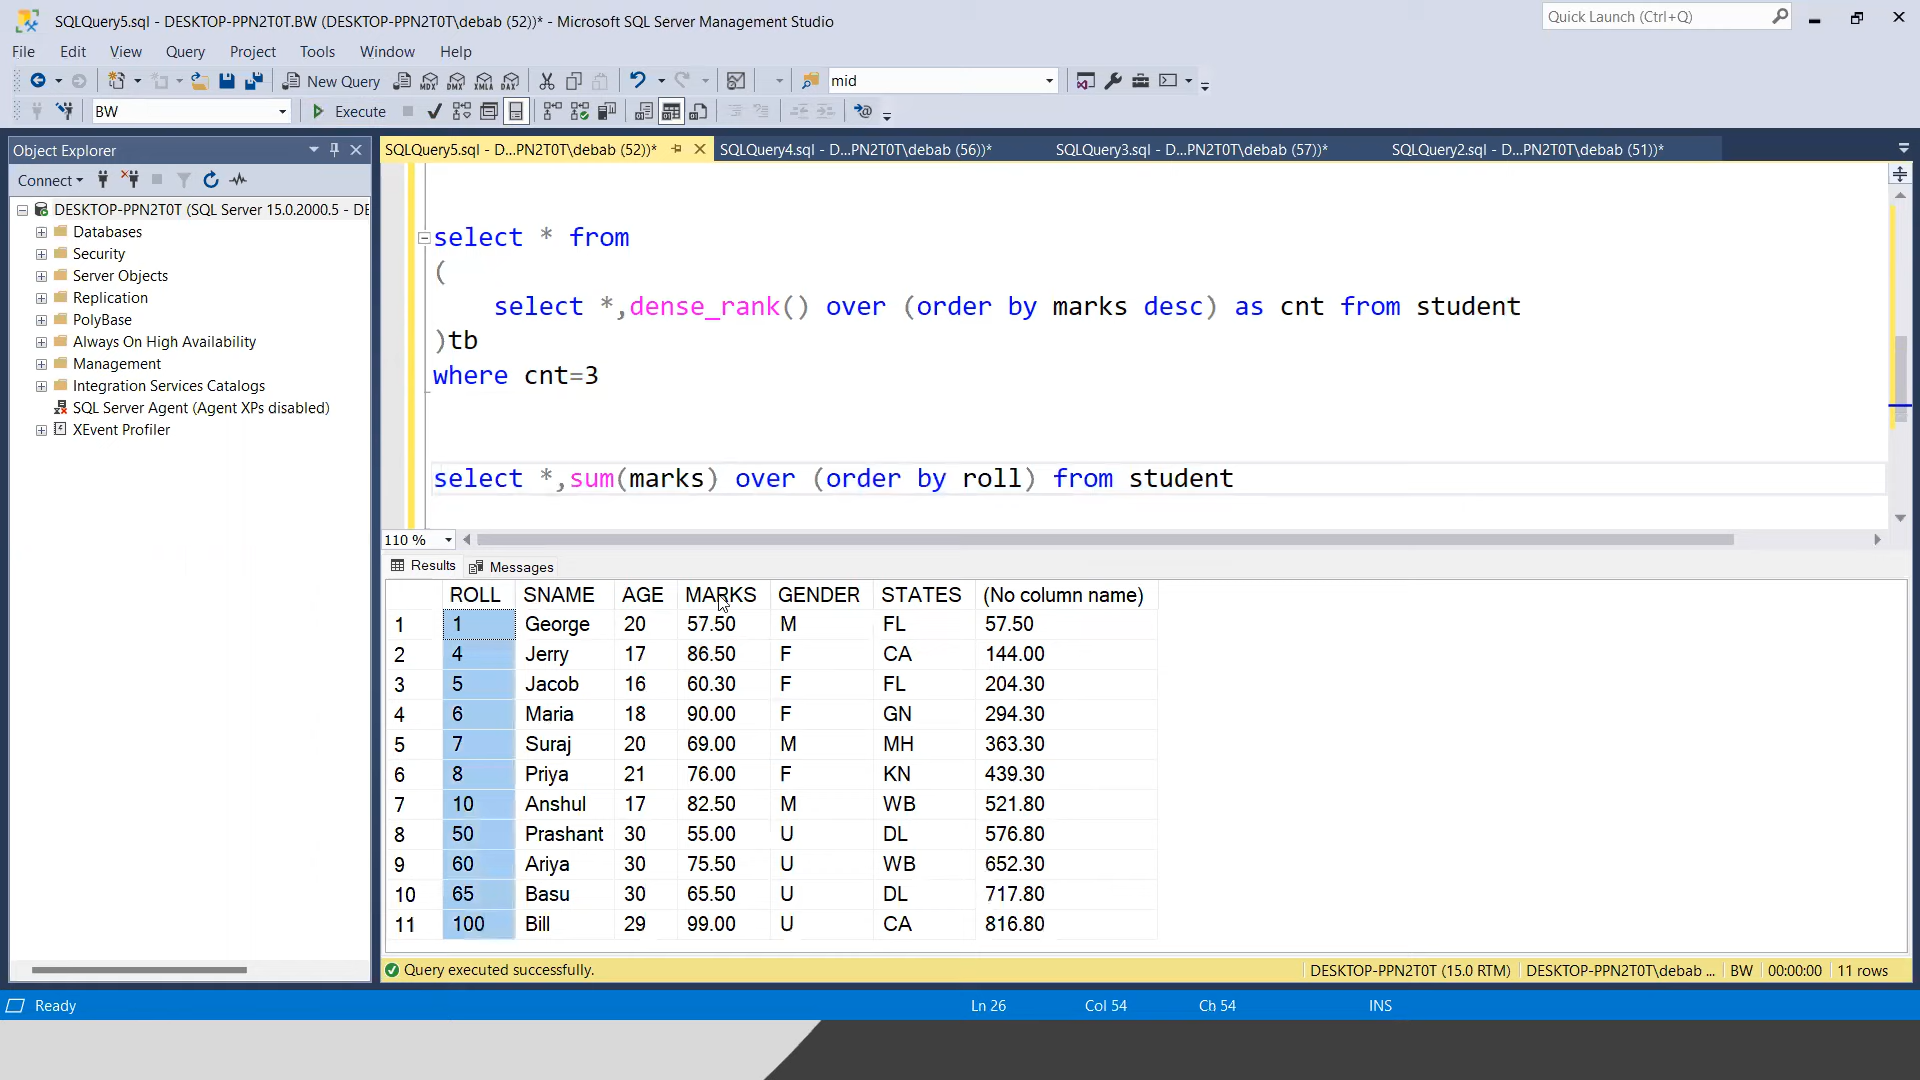 SQLQuery5.sql - DESKTOP-PPN2T0T.BW (DESKTOP-PPN2T0T\debab (52))* - Microsoft SQL Server Management Studio
Quick Launch (Ctrl+Q)
File Edit View Query Project Tools Window Help
New Query MDX DMX XMLA DAX mid
BW Execute
Object Explorer
SQLQuery5.sql - D...PN2T0T\debab (52))* SQLQuery4.sql - D...PN2T0T\debab (56))* SQLQuery3.sql - D...PN2T0T\debab (57))* SQLQuery2.sql - D...PN2T0T\debab (51))*
Connect
DESKTOP-PPN2T0T (SQL Server 15.0.2000.5 - DE
Databases
Security
Server Objects
Replication
PolyBase
Always On High Availability
Management
Integration Services Catalogs
SQL Server Agent (Agent XPs disabled)
XEvent Profiler
select * from
(
select *,dense_rank() over (order by marks desc) as cnt from student
)tb
where cnt=3
select *,sum(marks) over (order by roll) from student
110 %
Results Messages
ROLL SNAME AGE MARKS GENDER STATES (No column name)
1 1 George 20 57.50 M FL 57.50
2 4 Jerry 17 86.50 F CA 144.00
3 5 Jacob 16 60.30 F FL 204.30
4 6 Maria 18 90.00 F GN 294.30
5 7 Suraj 20 69.00 M MH 363.30
6 8 Priya 21 76.00 F KN 439.30
7 10 Anshul 17 82.50 M WB 521.80
8 50 Prashant 30 55.00 U DL 576.80
9 60 Ariya 30 75.50 U WB 652.30
10 65 Basu 30 65.50 U DL 717.80
11 100 Bill 29 99.00 U CA 816.80
Query executed successfully. DESKTOP-PPN2T0T (15.0 RTM) DESKTOP-PPN2T0T\debab ... BW 00:00:00 11 rows
Ready Ln 26 Col 54 Ch 54 INS